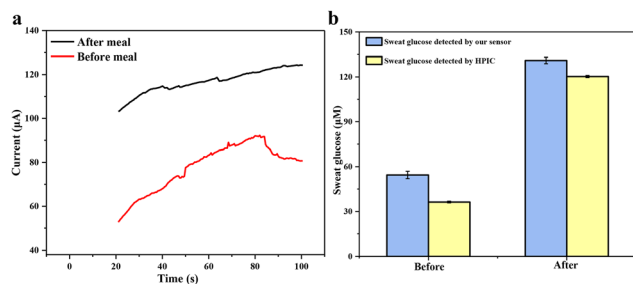 a
After meal
Before meal
Current (μA)
140
120
100
80
60
40
0
20
40
60
80
100
Time (s)
b
Sweat glucose detected by our sensor
Sweat glucose detected by HPIC
Sweat glucose (μM)
150
120
90
60
30
0
Before
After